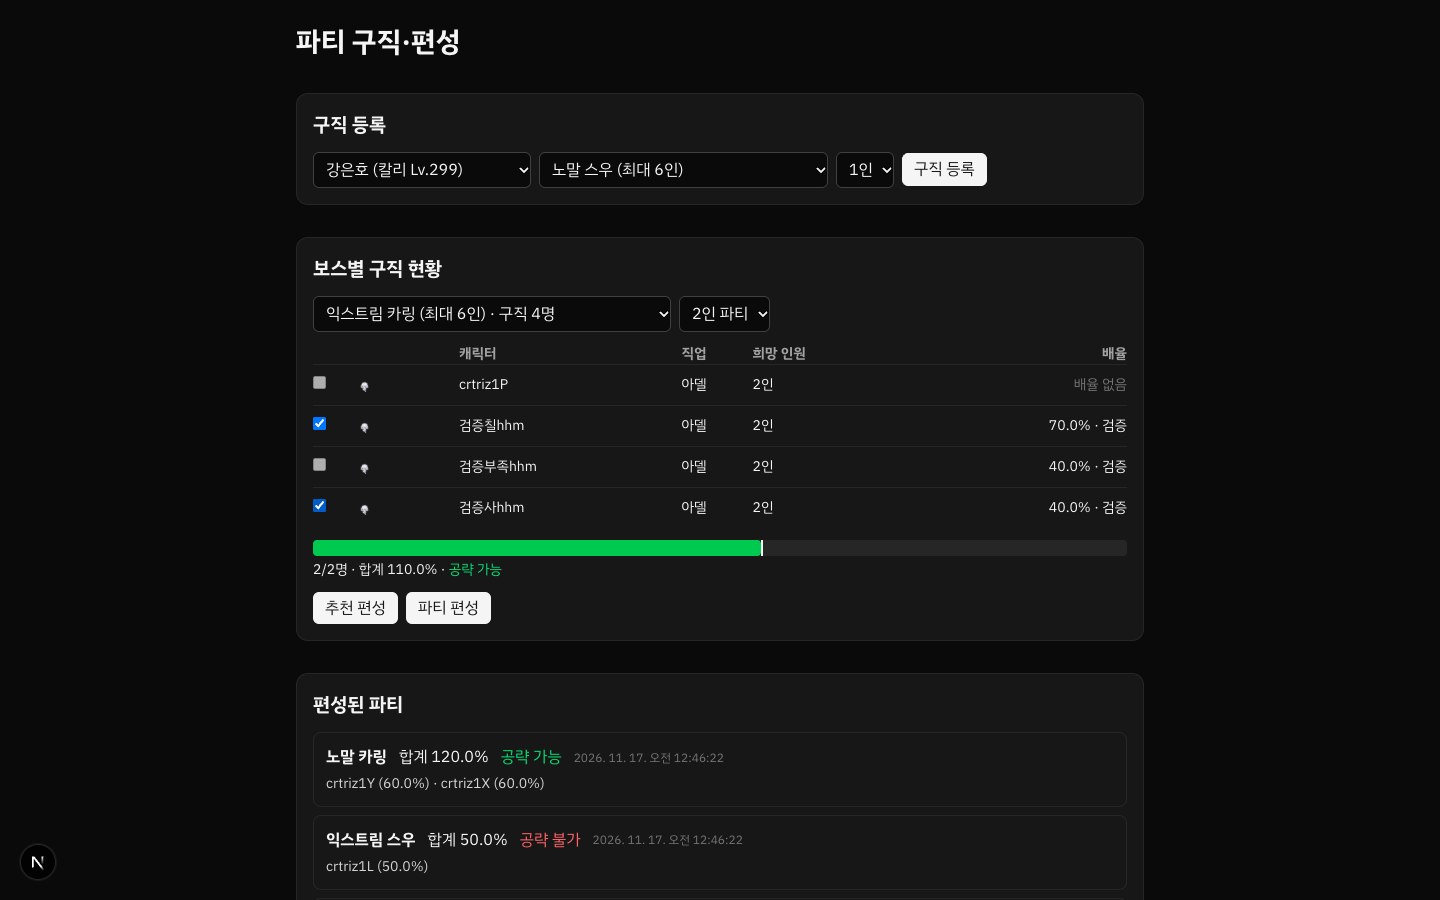 파티 구직·편성
구직 등록
강은호 (칼리 Lv.299) 노말 스우 (최대 6인) 1인 구직 등록
보스별 구직 현황
익스트림 카링 (최대 6인) · 구직 4명 2인 파티
캐릭터 직업 희망 인원 배율
crtriz1P 아델 2인 배율 없음
검증칠hhm 아델 2인 70.0% · 검증
검증부족hhm 아델 2인 40.0% · 검증
검증사hhm 아델 2인 40.0% · 검증
2/2명 · 합계 110.0% · 공략 가능
추천 편성 파티 편성
편성된 파티
노말 카링 합계 120.0% 공략 가능 2026. 11. 17. 오전 12:46:22
crtriz1Y (60.0%) · crtriz1X (60.0%)
익스트림 스우 합계 50.0% 공략 불가 2026. 11. 17. 오전 12:46:22
crtriz1L (50.0%)
N